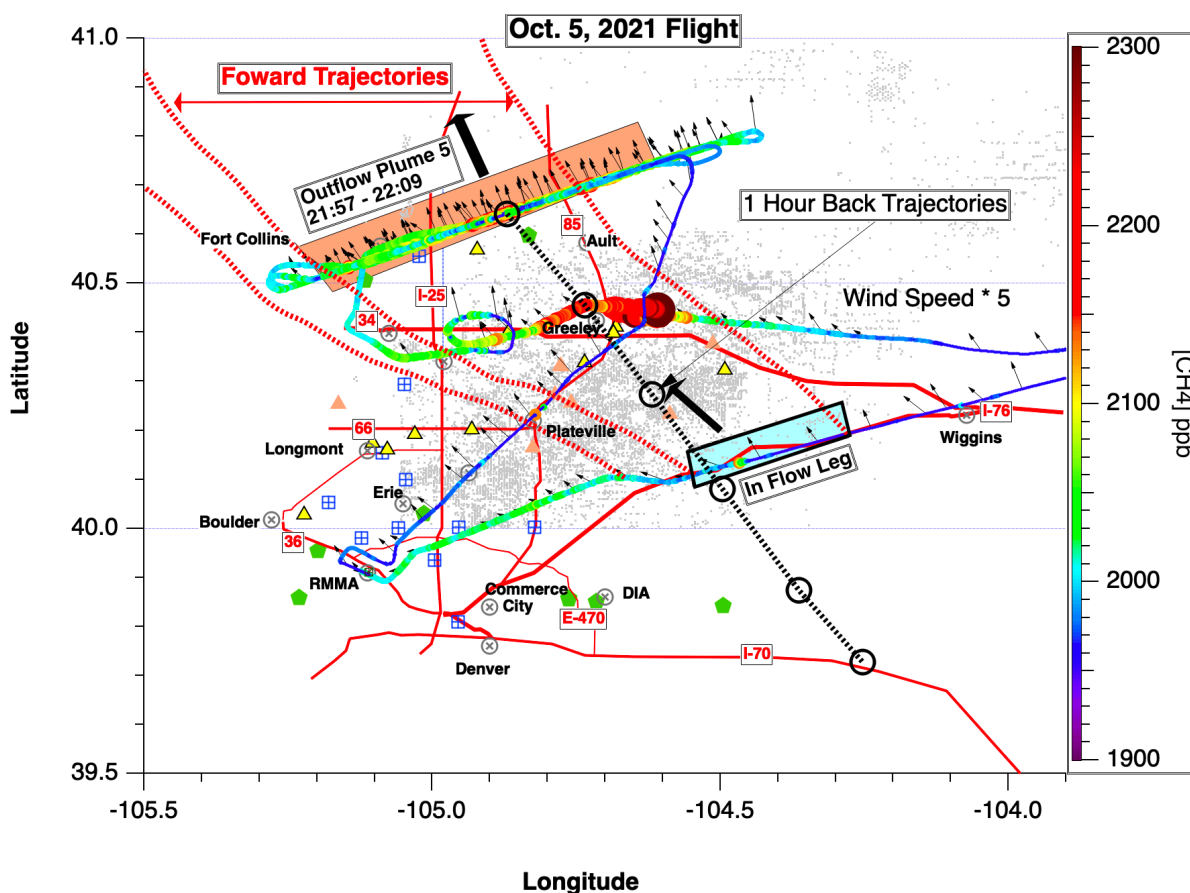 Oct. 5, 2021 Flight
41.0
Foward Trajectories
2300
Outflow Plume 5
21:57 - 22:09
1 Hour Back Trajectories
85
Fort Collins
Ault
2200
40.5
I-25
Wind Speed * 5
34
Greeley
Latitude
[CH4] ppb
2100
I-76
66
Plateville
Wiggins
Longmont
In Flow Leg
Erie
40.0
Boulder
36
2000
RMMA
Commerce
City
DIA
E-470
Denver
I-70
1900
39.5
-105.5
-105.0
-104.5
-104.0
Longitude